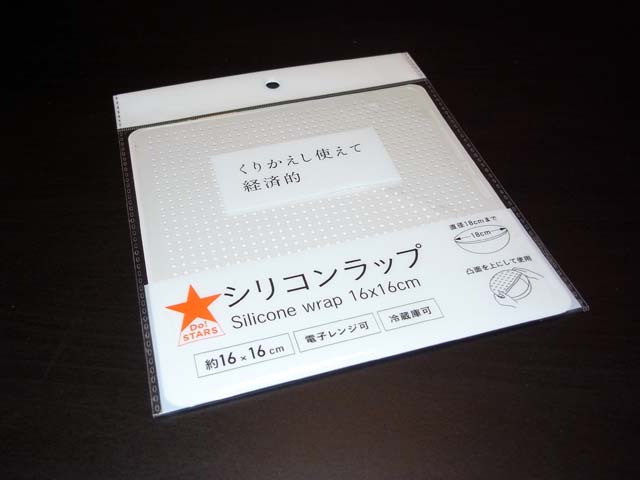 くりかえし使えて
経済的
直径18cmまで
18cm
凸面を上にして使用
Do!
STARS
シリコンラップ
Silicone wrap 16x16cm
約16×16cm
電子レンジ可
冷蔵庫可